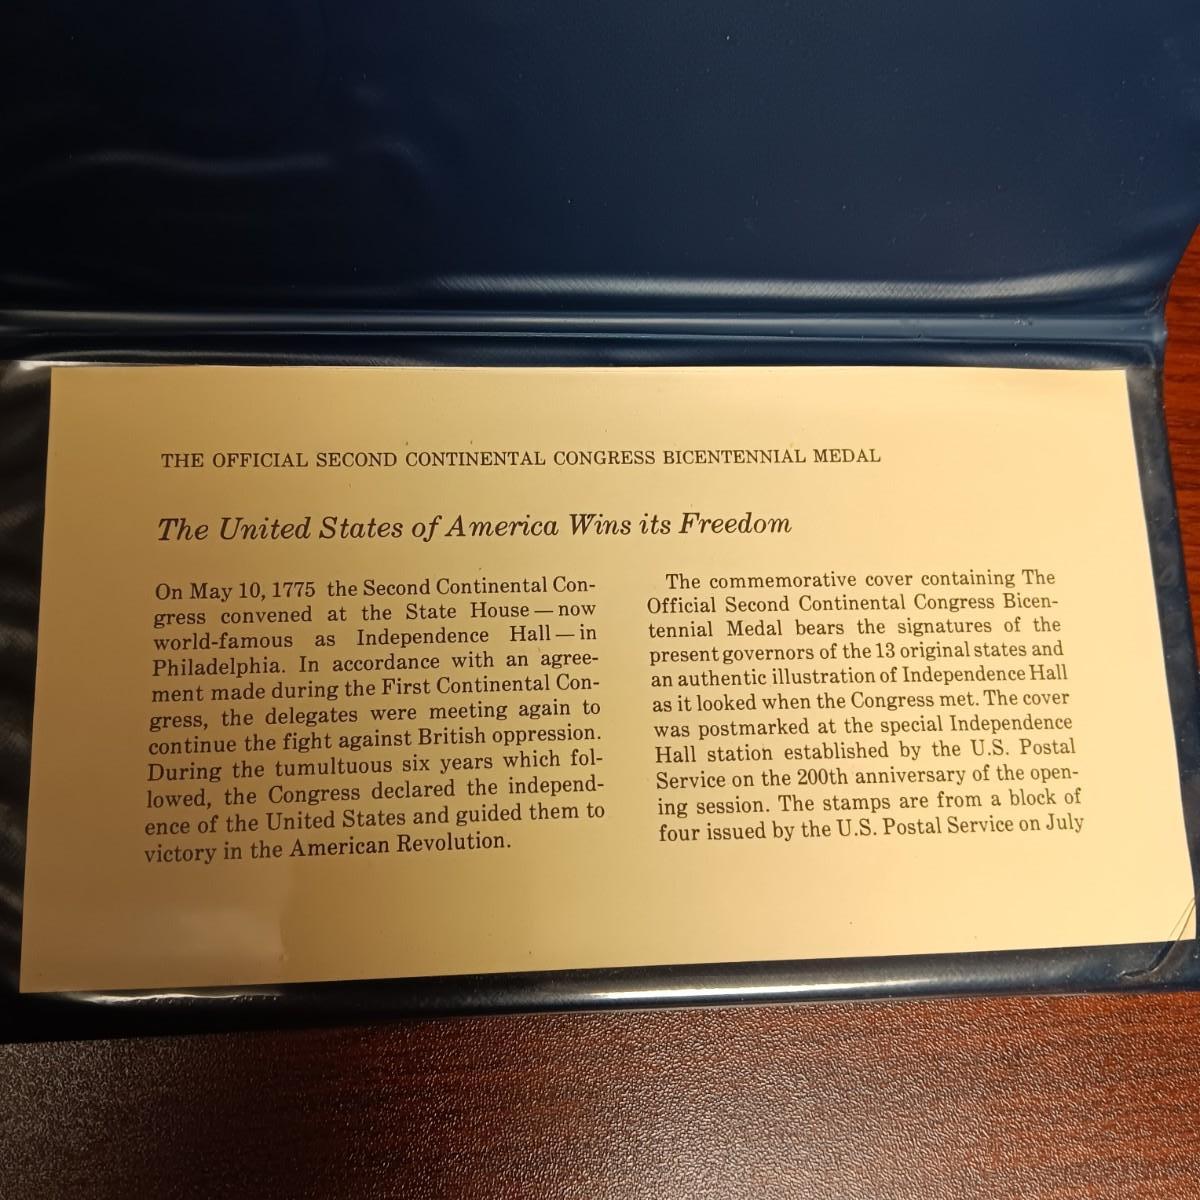 THE OFFICIAL SECOND CONTINENTAL CONGRESS BICENTENNIAL MEDAL
The United States of America Wins its Freedom
On May 10, 1775 the Second Continental Con-
gress convened at the State House — now
world-famous as Independence Hall — in
Philadelphia. In accordance with an agree-
ment made during the First Continental Con-
gress, the delegates were meeting again to
continue the fight against British oppression.
During the tumultuous six years which fol-
lowed, the Congress declared the independ-
ence of the United States and guided them to
victory in the American Revolution.
The commemorative cover containing The
Official Second Continental Congress Bicen-
tennial Medal bears the signatures of the
present governors of the 13 original states and
an authentic illustration of Independence Hall
as it looked when the Congress met. The cover
was postmarked at the special Independence
Hall station established by the U.S. Postal
Service on the 200th anniversary of the open-
ing session. The stamps are from a block of
four issued by the U.S. Postal Service on July